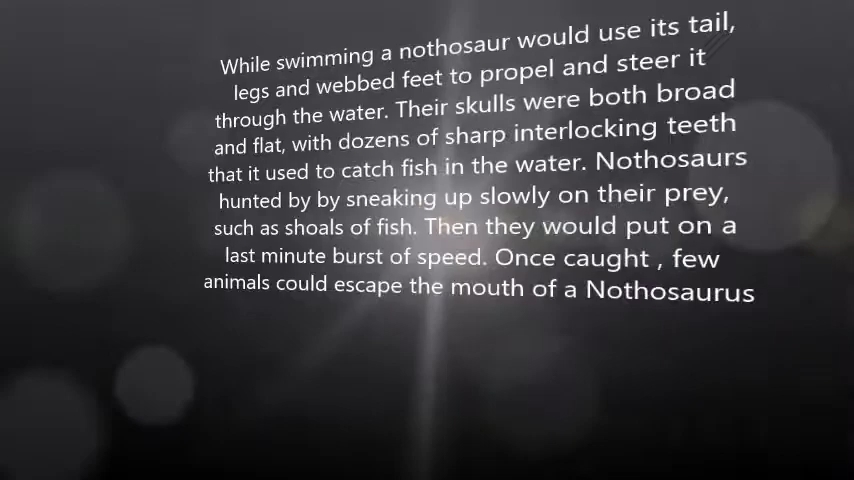 While swimming a nothosaur would use its tail,
legs and webbed feet to propel and steer it
through the water. Their skulls were both broad
and flat, with dozens of sharp interlocking teeth
that it used to catch fish in the water. Nothosaurs
hunted by by sneaking up slowly on their prey,
such as shoals of fish. Then they would put on a
last minute burst of speed. Once caught , few
animals could escape the mouth of a Nothosaurus